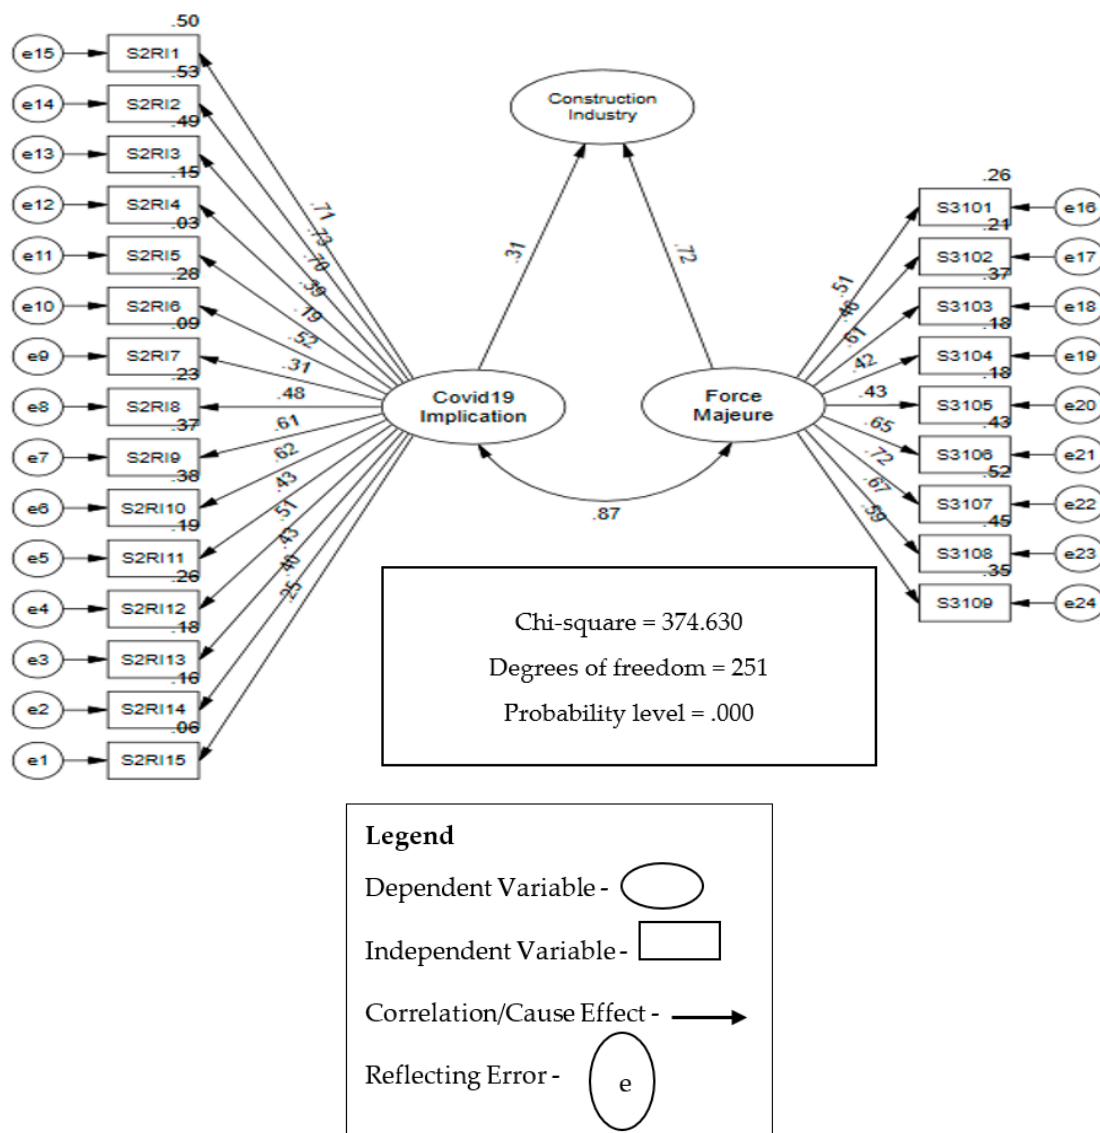 .50
e15 S2RI1
.53
e14 S2RI2
.49
e13 S2RI3
.15
e12 S2RI4
.03
e11 S2RI5
.28
e10 S2RI6
.09
e9 S2RI7
.23
e8 S2RI8
.37
e7 S2RI9
.38
e6 S2RI10
.19
e5 S2RI11
.26
e4 S2RI12
.18
e3 S2RI13
.16
e2 S2RI14
.06
e1 S2RI15
.71
.73
.70
.39
.19
.52
.31
.48
.61
.62
.43
.51
.43
.40
.25
Construction
Industry
.31
.72
Covid19
Implication
Force
Majeure
.87
.51
.46
.61
.42
.43
.65
.72
.67
.59
.26
S3101 e16
.21
S3102 e17
.37
S3103 e18
.18
S3104 e19
.18
S3105 e20
.43
S3106 e21
.52
S3107 e22
.45
S3108 e23
.35
S3109 e24
Chi-square = 374.630
Degrees of freedom = 251
Probability level = .000
Legend
Dependent Variable -
Independent Variable -
Correlation/Cause Effect -
Reflecting Error - e